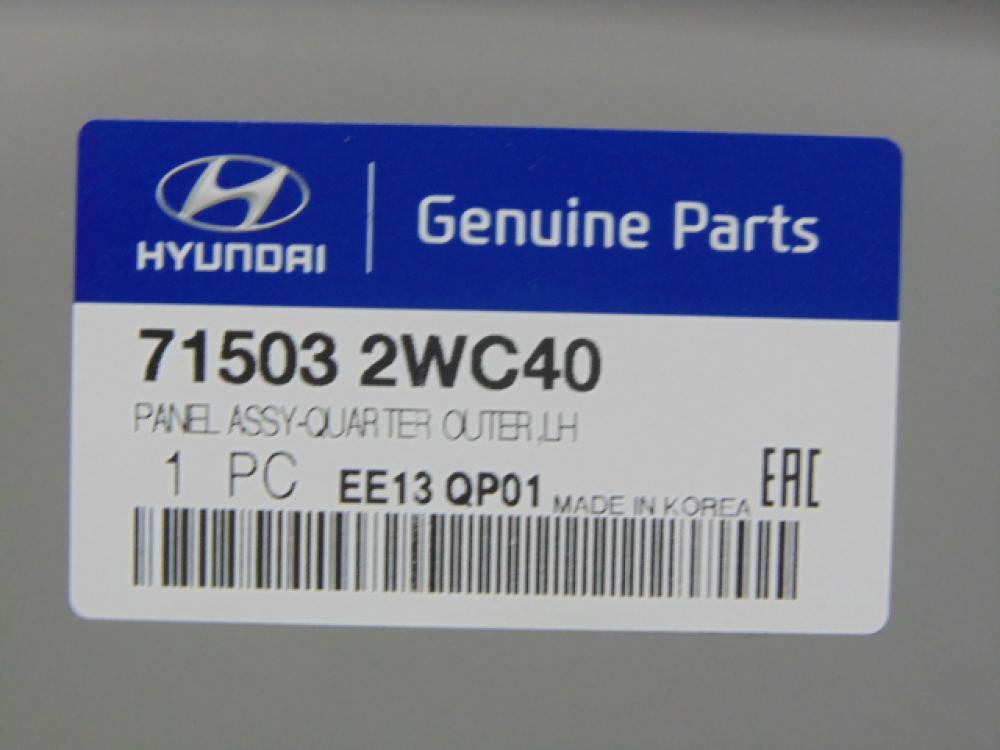 HYUNDAI
Genuine Parts
71503 2WC40
PANEL ASSY-QUARTER OUTER,LH
1 PC EE13 QP01 MADE IN KOREA EAC